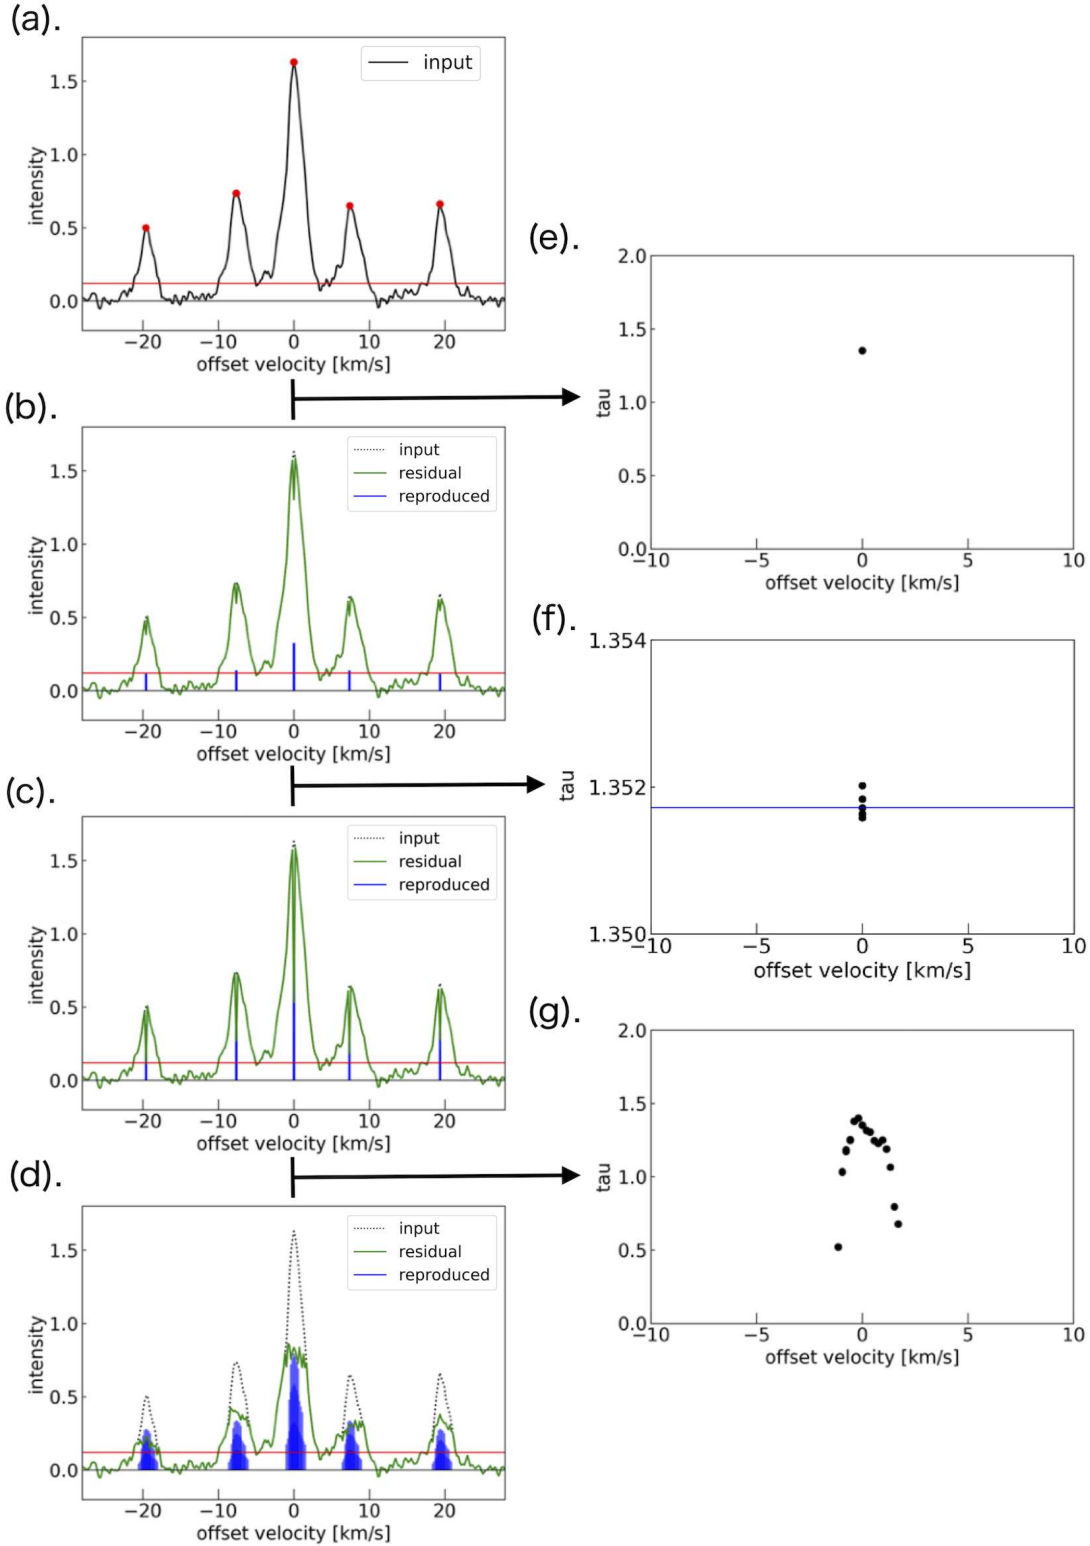 (a).
input
1.5
1.0
0.5
0.0
intensity
−20 −10 0 10 20
offset velocity [km/s]
(b).
input
residual
reproduced
1.5
1.0
0.5
0.0
intensity
−20 −10 0 10 20
offset velocity [km/s]
(c).
input
residual
reproduced
1.5
1.0
0.5
0.0
intensity
−20 −10 0 10 20
offset velocity [km/s]
(d).
input
residual
reproduced
1.5
1.0
0.5
0.0
intensity
−20 −10 0 10 20
offset velocity [km/s]
(e).
2.0
1.5
1.0
0.5
0.0
tau
−10 −5 0 5 10
offset velocity [km/s]
(f).
1.354
1.352
1.350
tau
−10 −5 0 5 10
offset velocity [km/s]
(g).
2.0
1.5
1.0
0.5
0.0
tau
−10 −5 0 5 10
offset velocity [km/s]